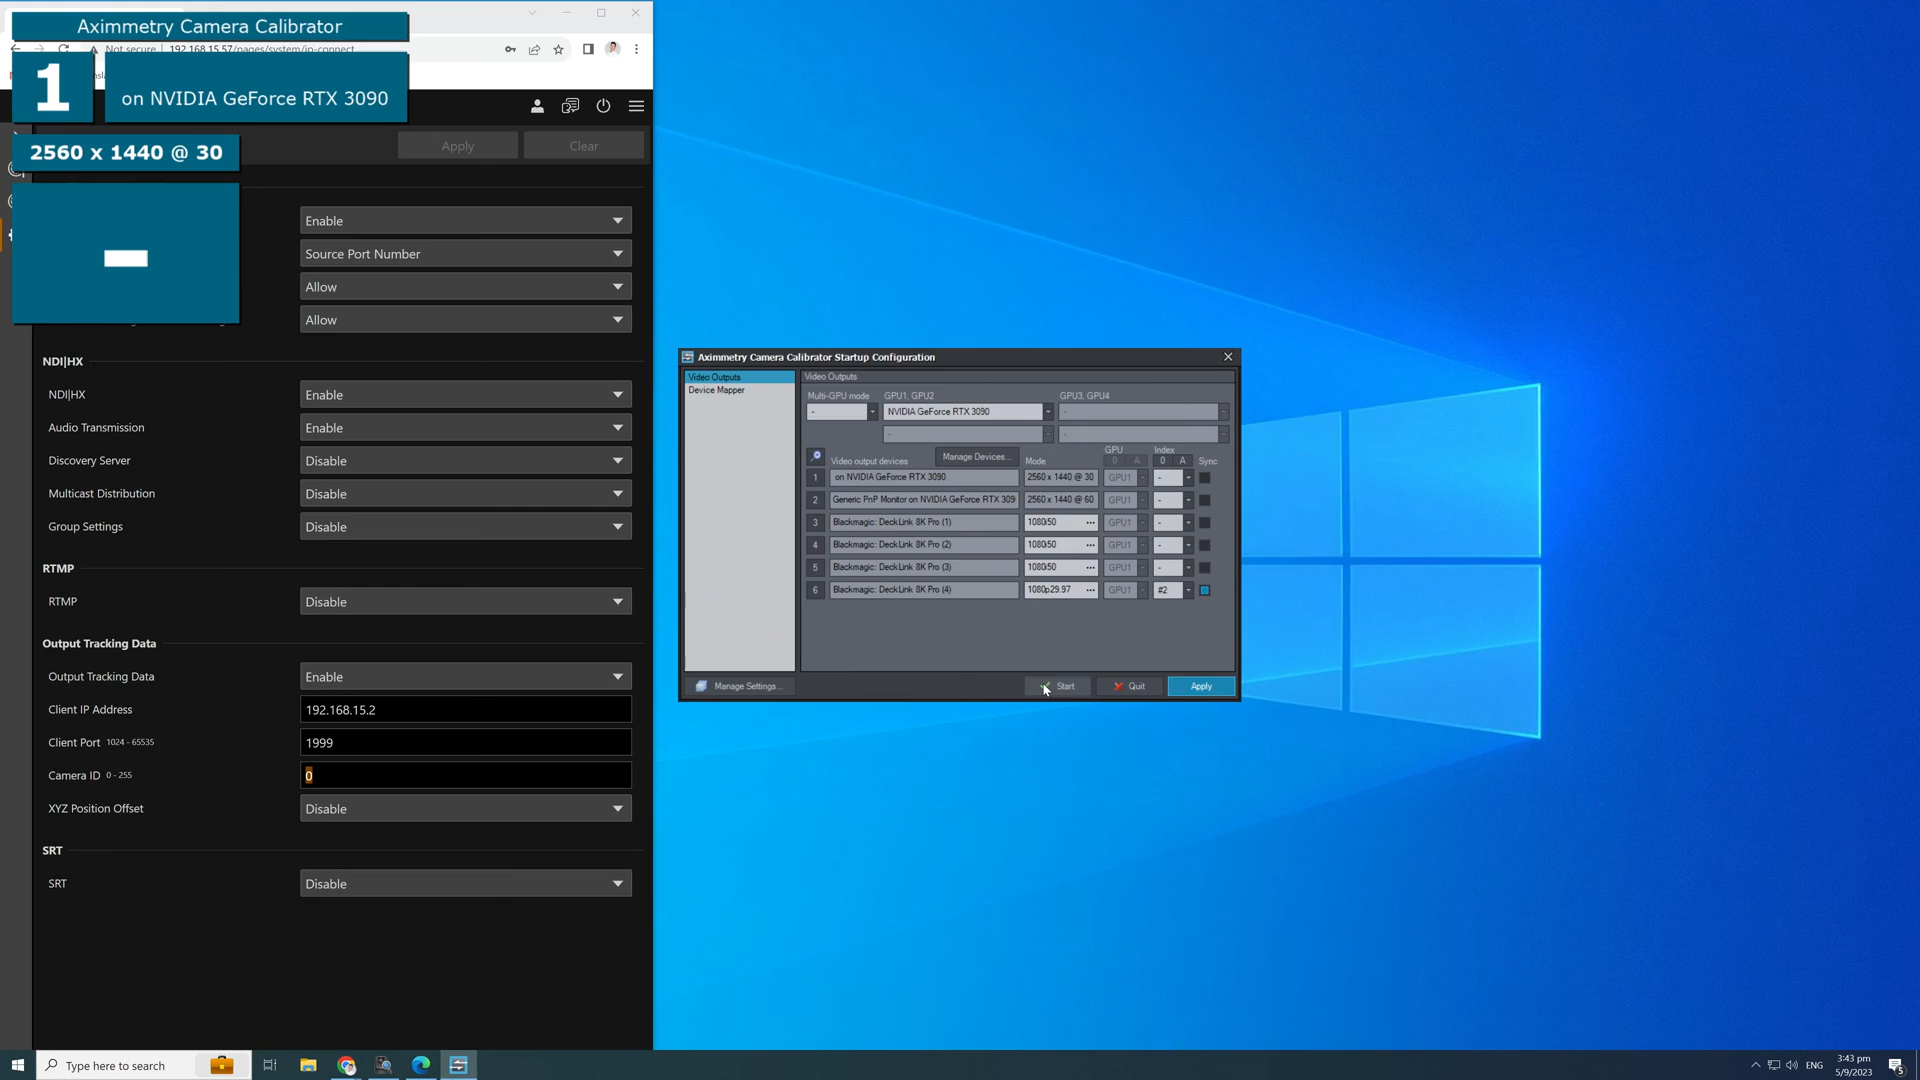 Aximmetry Camera Calibrator
1
on NVIDIA GeForce RTX 3090
2560 x 1440 @ 30
-
Not secure
192.168.15.57/pages/system/ip-connect
Apply
Clear
Enable
Source Port Number
Allow
Allow
NDI|HX
NDI|HX
Enable
Audio Transmission
Enable
Discovery Server
Disable
Multicast Distribution
Disable
Group Settings
Disable
RTMP
RTMP
Disable
Output Tracking Data
Output Tracking Data
Enable
Client IP Address
192.168.15.2
Client Port 1024 - 65535
1999
Camera ID 0 - 255
0
XYZ Position Offset
Disable
SRT
SRT
Disable
Aximmetry Camera Calibrator Startup Configuration
Video Outputs
Device Mapper
Video Outputs
Multi-GPU mode
GPU1, GPU2
GPU3, GPU4
-
NVIDIA GeForce RTX 3090
-
-
-
Video output devices
Manage Devices...
Mode
GPU
0 A
Index
0 A
Sync
1 on NVIDIA GeForce RTX 3090 2560 x 1440 @ 30 GPU1 -
2 Generic PnP Monitor on NVIDIA GeForce RTX 309 2560 x 1440 @ 60 GPU1 -
3 Blackmagic: DeckLink 8K Pro (1) 1080i50 ... GPU1 -
4 Blackmagic: DeckLink 8K Pro (2) 1080i50 ... GPU1 -
5 Blackmagic: DeckLink 8K Pro (3) 1080i50 ... GPU1 -
6 Blackmagic: DeckLink 8K Pro (4) 1080p29.97 ... GPU1 #2
Manage Settings...
Start
Quit
Apply
Type here to search
ENG
3:43 pm
5/9/2023
5